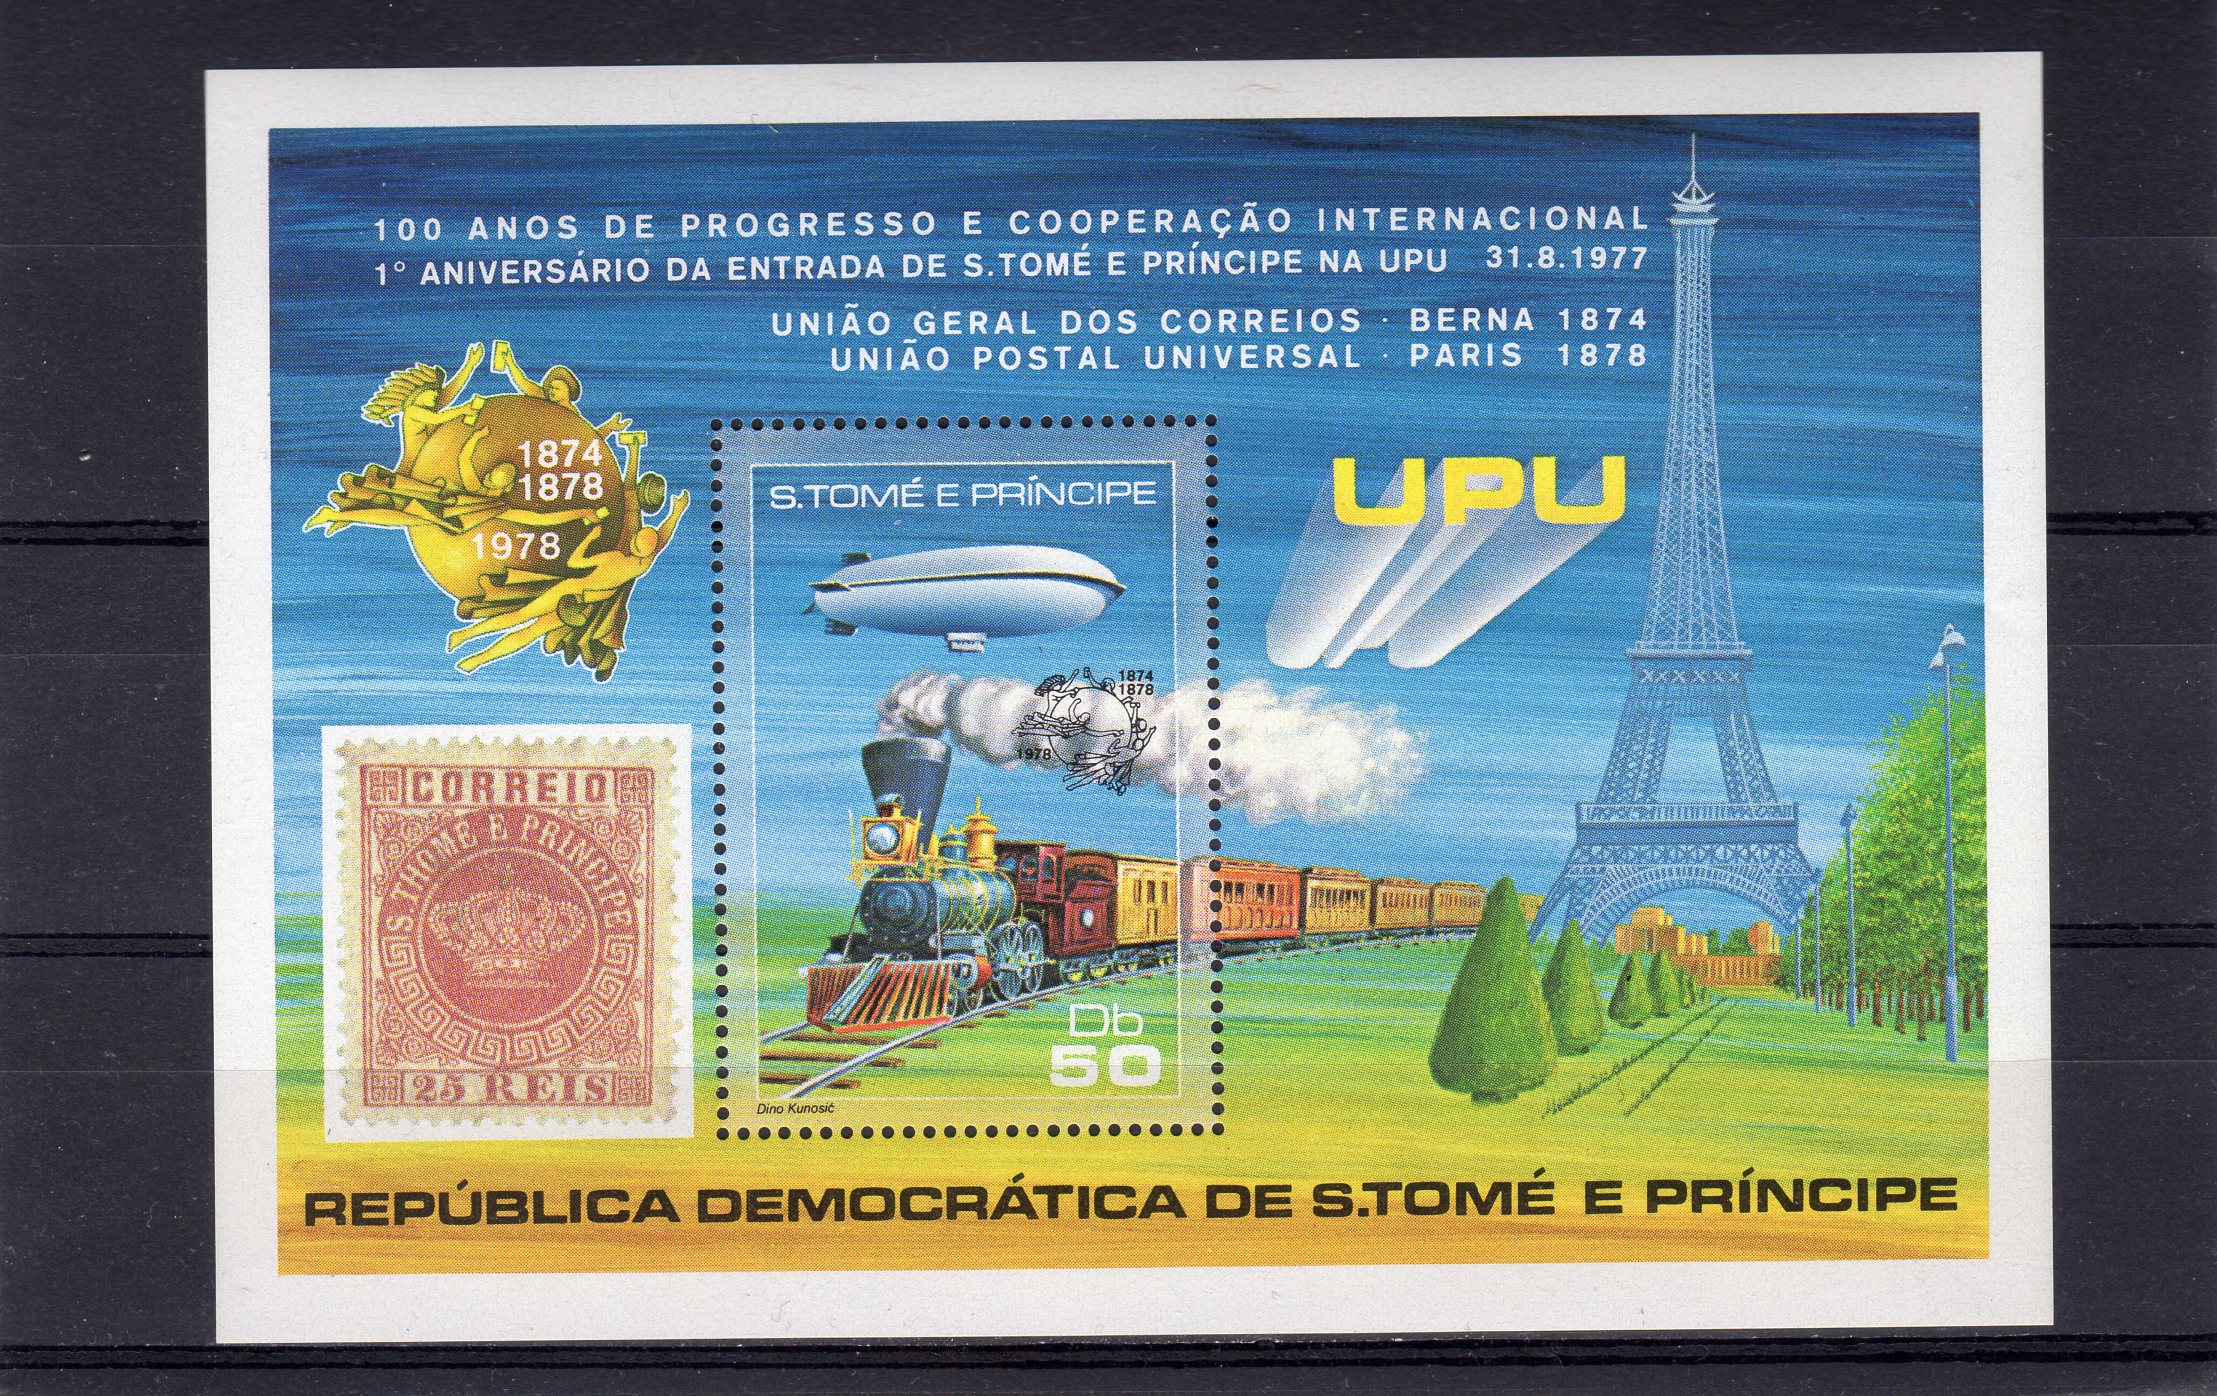 100 ANOS DE PROGRESSO E COOPERAÇÃO INTERNACIONAL
1º ANIVERSÁRIO DA ENTRADA DE S.TOMÉ E PRÍNCIPE NA UPU 31.8.1977
UNIÃO GERAL DOS CORREIOS · BERNA 1874
UNIÃO POSTAL UNIVERSAL · PARIS 1878
1874
1878
1978
S.TOMÉ E PRÍNCIPE
UPU
1874
1878
1978
CORREIO
S. THOME E PRINCIPE
25 REIS
Db
50
Dino Kunosić
REPÚBLICA DEMOCRÁTICA DE S.TOMÉ E PRÍNCIPE